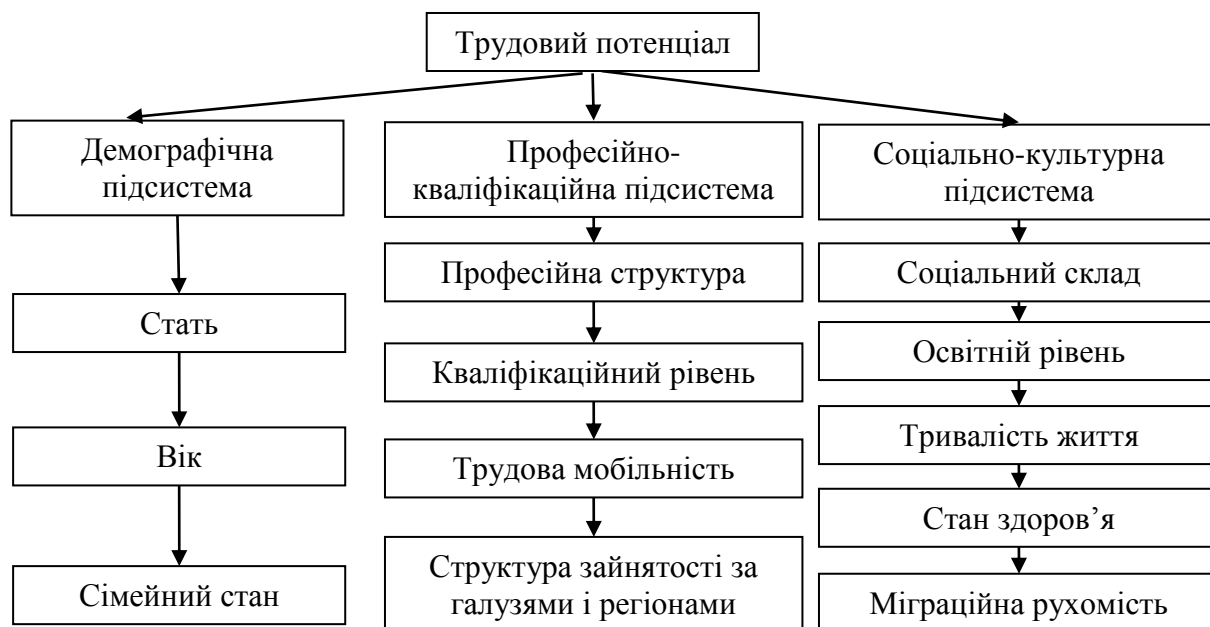 Трудовий потенціал
Демографічна
підсистема
Стать
Вік
Сімейний стан
Професійно-
кваліфікаційна підсистема
Професійна структура
Кваліфікаційний рівень
Трудова мобільність
Структура зайнятості за
галузями і регіонами
Соціально-культурна
підсистема
Соціальний склад
Освітній рівень
Тривалість життя
Стан здоров’я
Міграційна рухомість